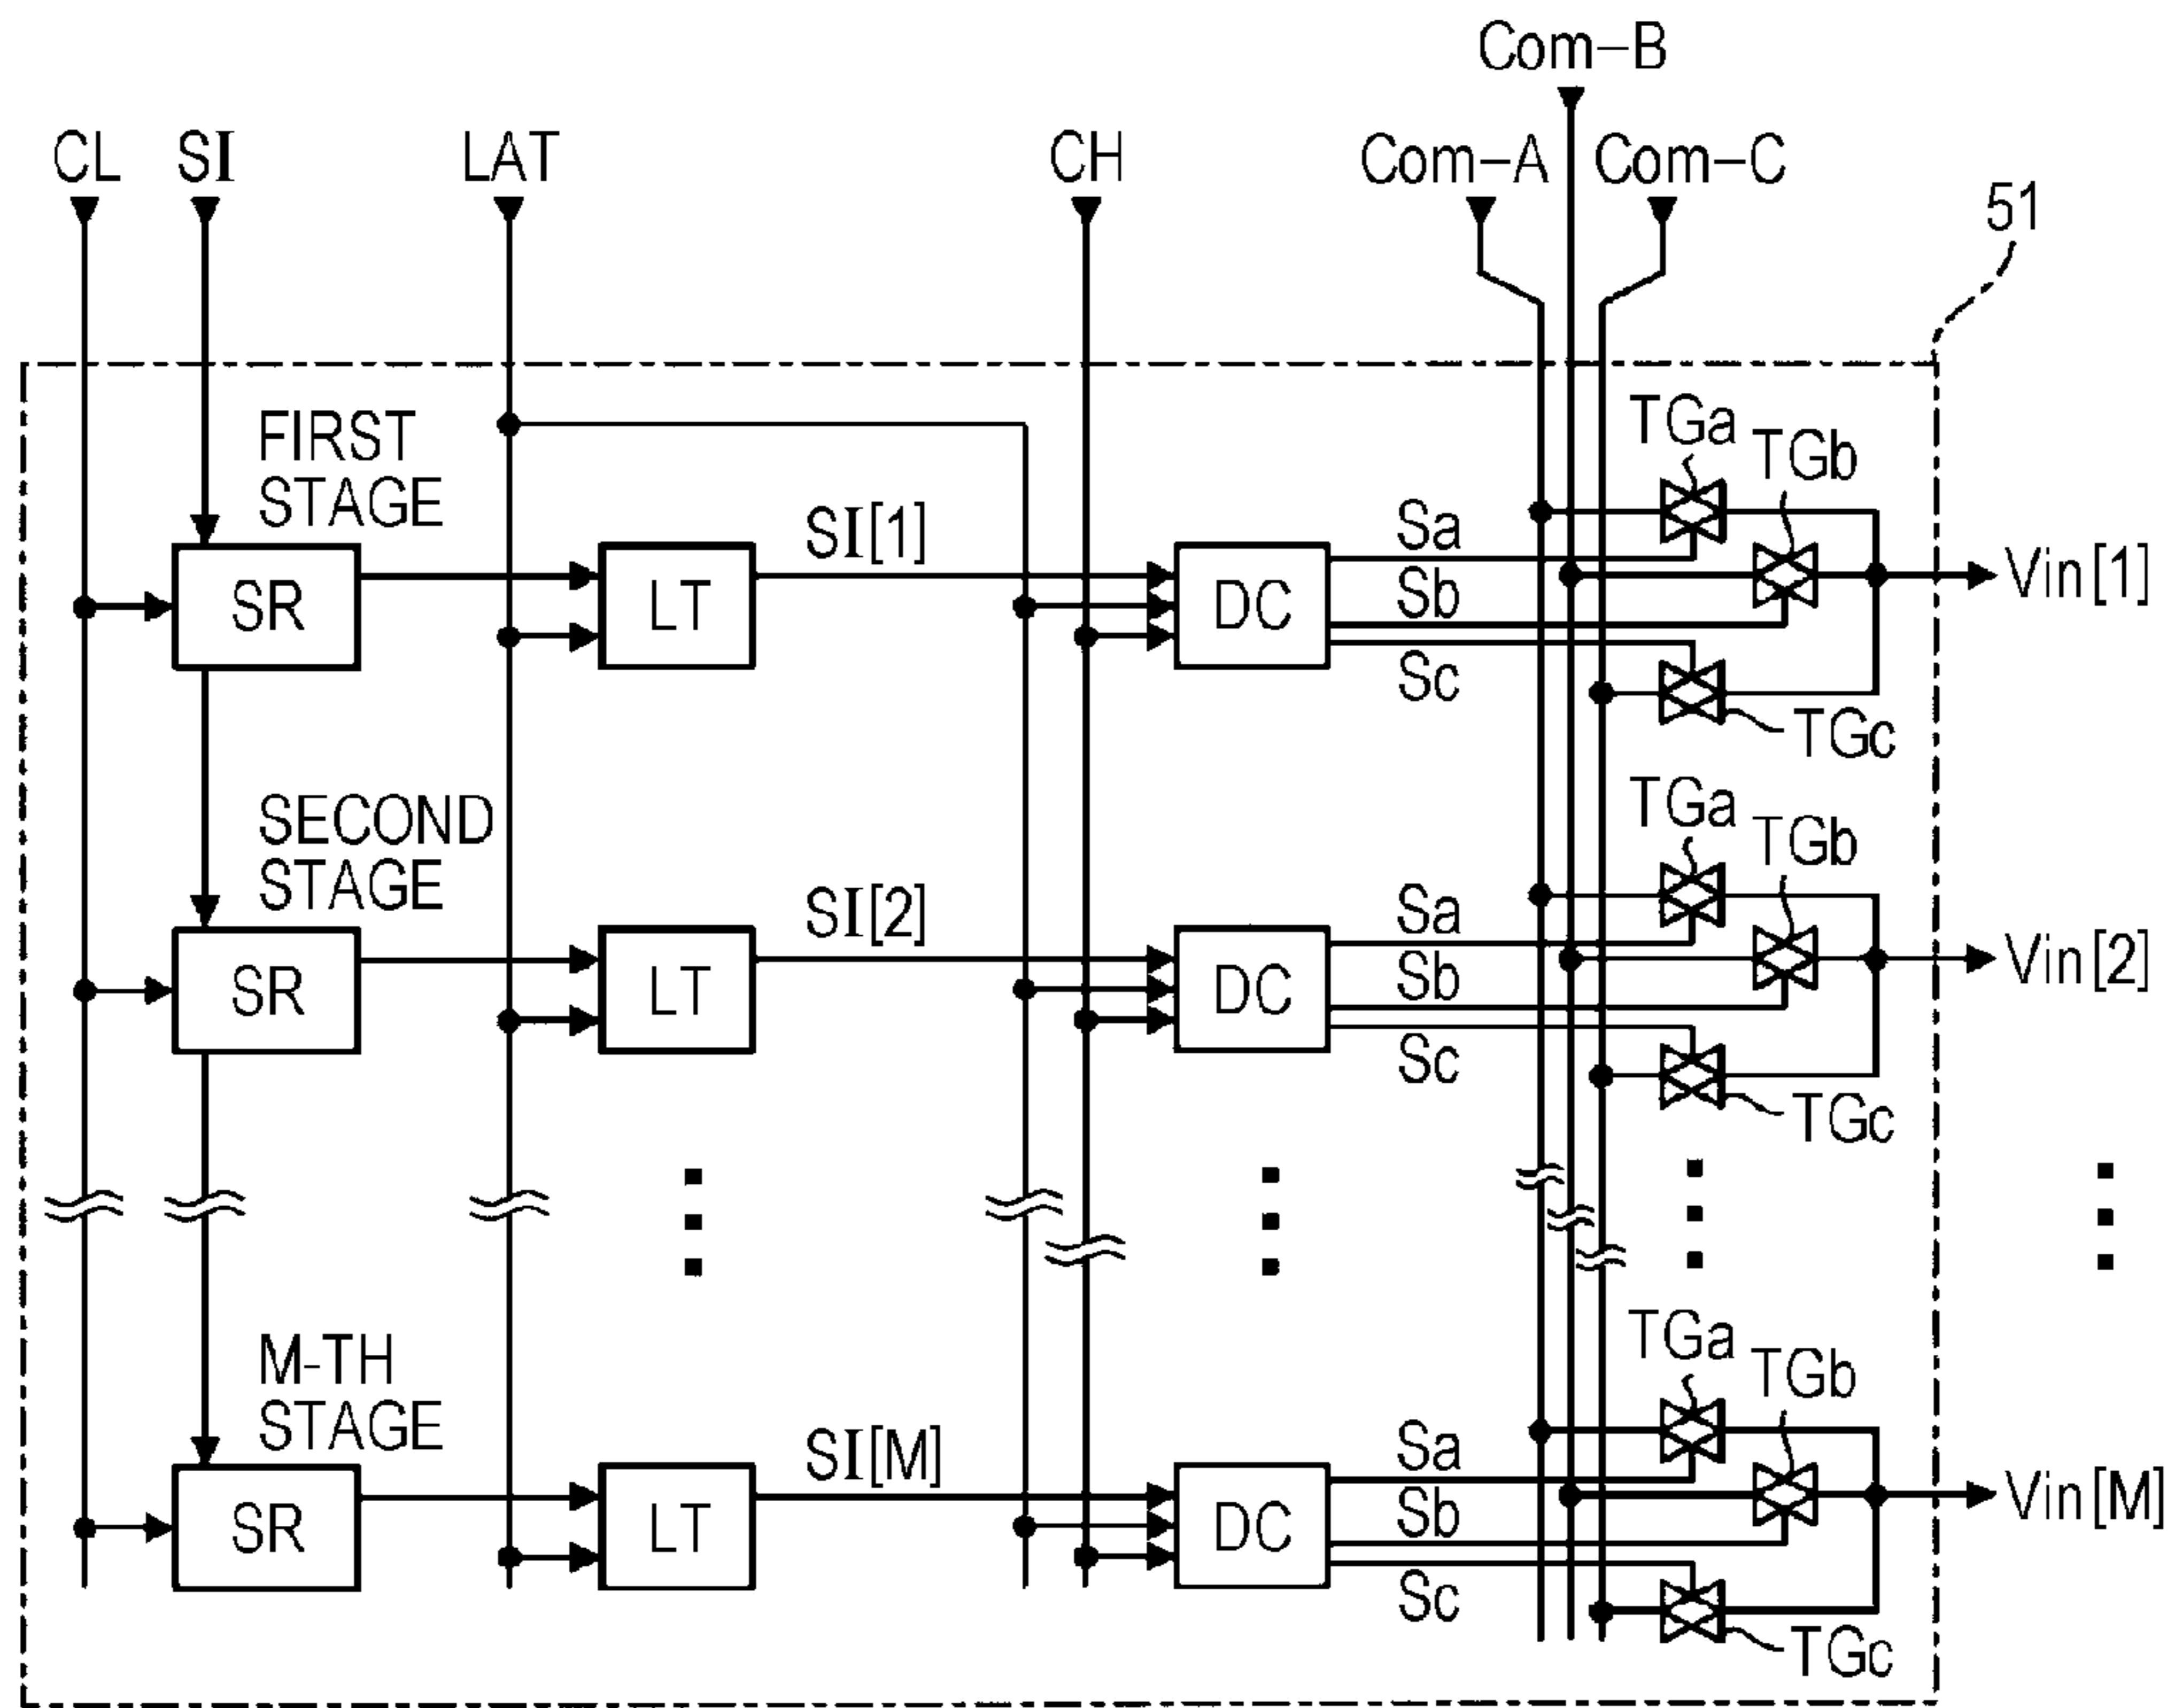 Com-B
CL SI LAT CH Com-A Com-C
51
FIRST
STAGE
TGa
TGb
SI[1]
Sa
SR
LT
DC
Sb
Vin[1]
Sc
TGc
SECOND
STAGE
TGa
TGb
SI[2]
Sa
SR
LT
DC
Sb
Vin[2]
Sc
TGc
M-TH
STAGE
TGa
TGb
SI[M]
Sa
SR
LT
DC
Sb
Vin[M]
Sc
TGc